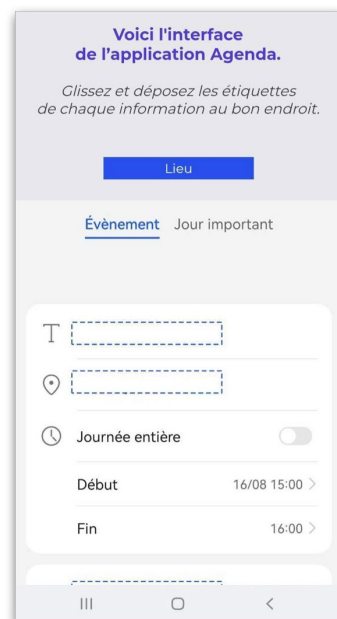 Voici l'interface
de l’application Agenda.
Glissez et déposez les étiquettes
de chaque information au bon endroit.
Lieu
Évènement Jour important
T
Journée entière
Début 16/08 15:00 >
Fin 16:00 >